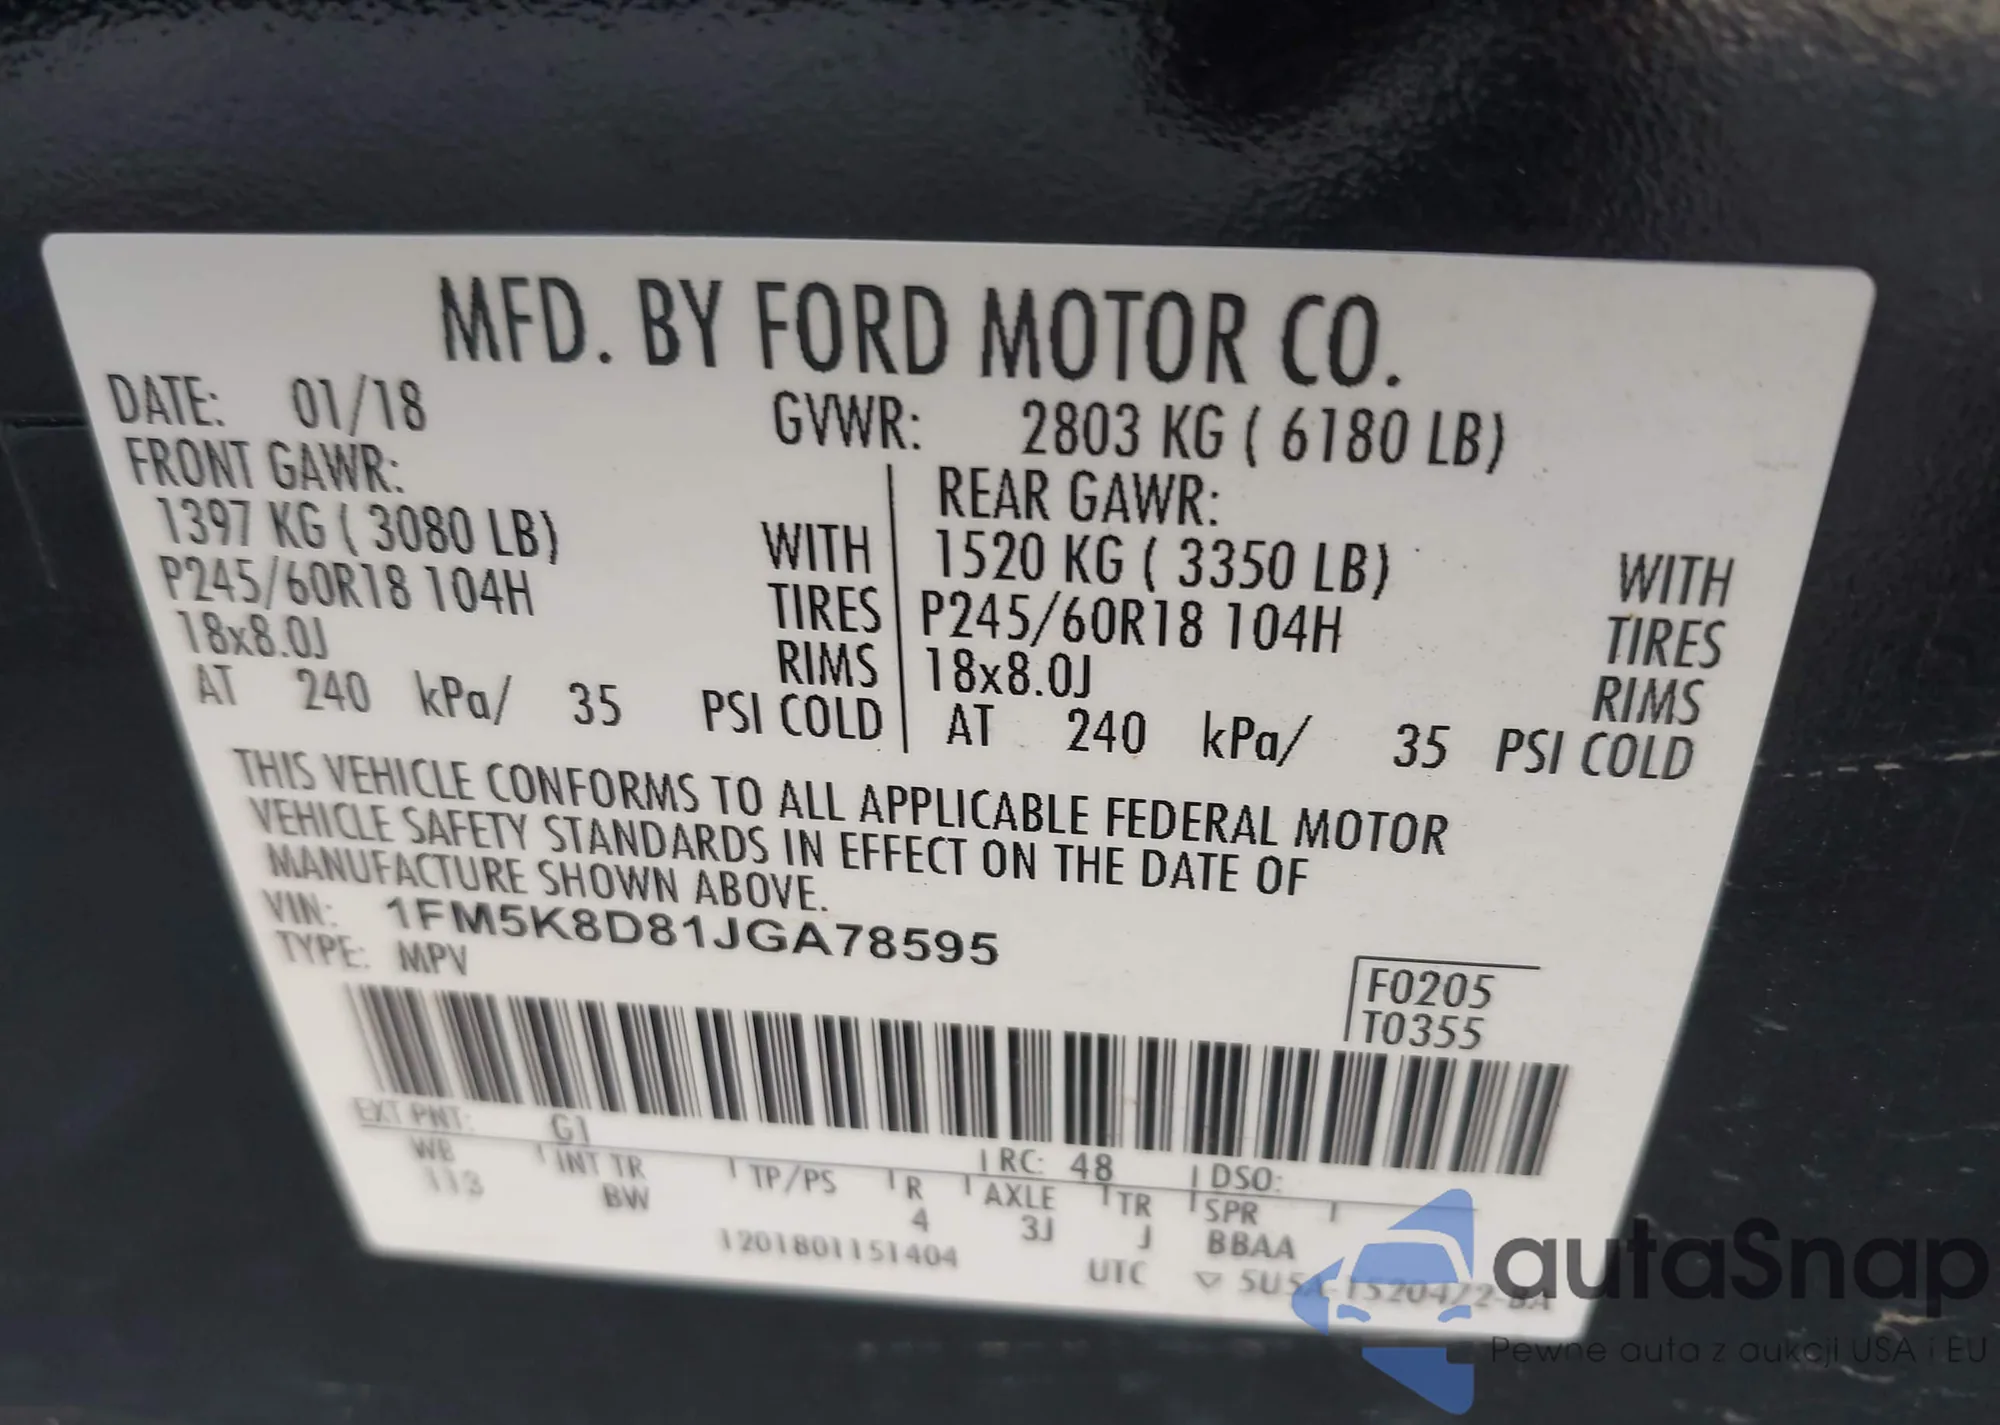 MFD. BY FORD MOTOR CO.
DATE: 01/18 GVWR: 2803 KG ( 6180 LB)
FRONT GAWR: REAR GAWR:
1397 KG ( 3080 LB) WITH 1520 KG ( 3350 LB) WITH
P245/60R18 104H TIRES P245/60R18 104H TIRES
18x8.0J RIMS 18x8.0J RIMS
AT 240 kPa/ 35 PSI COLD AT 240 kPa/ 35 PSI COLD
THIS VEHICLE CONFORMS TO ALL APPLICABLE FEDERAL MOTOR
VEHICLE SAFETY STANDARDS IN EFFECT ON THE DATE OF
MANUFACTURE SHOWN ABOVE.
VIN: 1FM5K8D81JGA78595
TYPE: MPV
F0205
T0355
EXT PNT: G1 RC: 48 DSO:
WB INT TR TP/PS R AXLE TR SPR
113 BW 4 3J J BBAA
1201801151404 UTC
autaSnap
Pewne auta z aukcji USA i EU